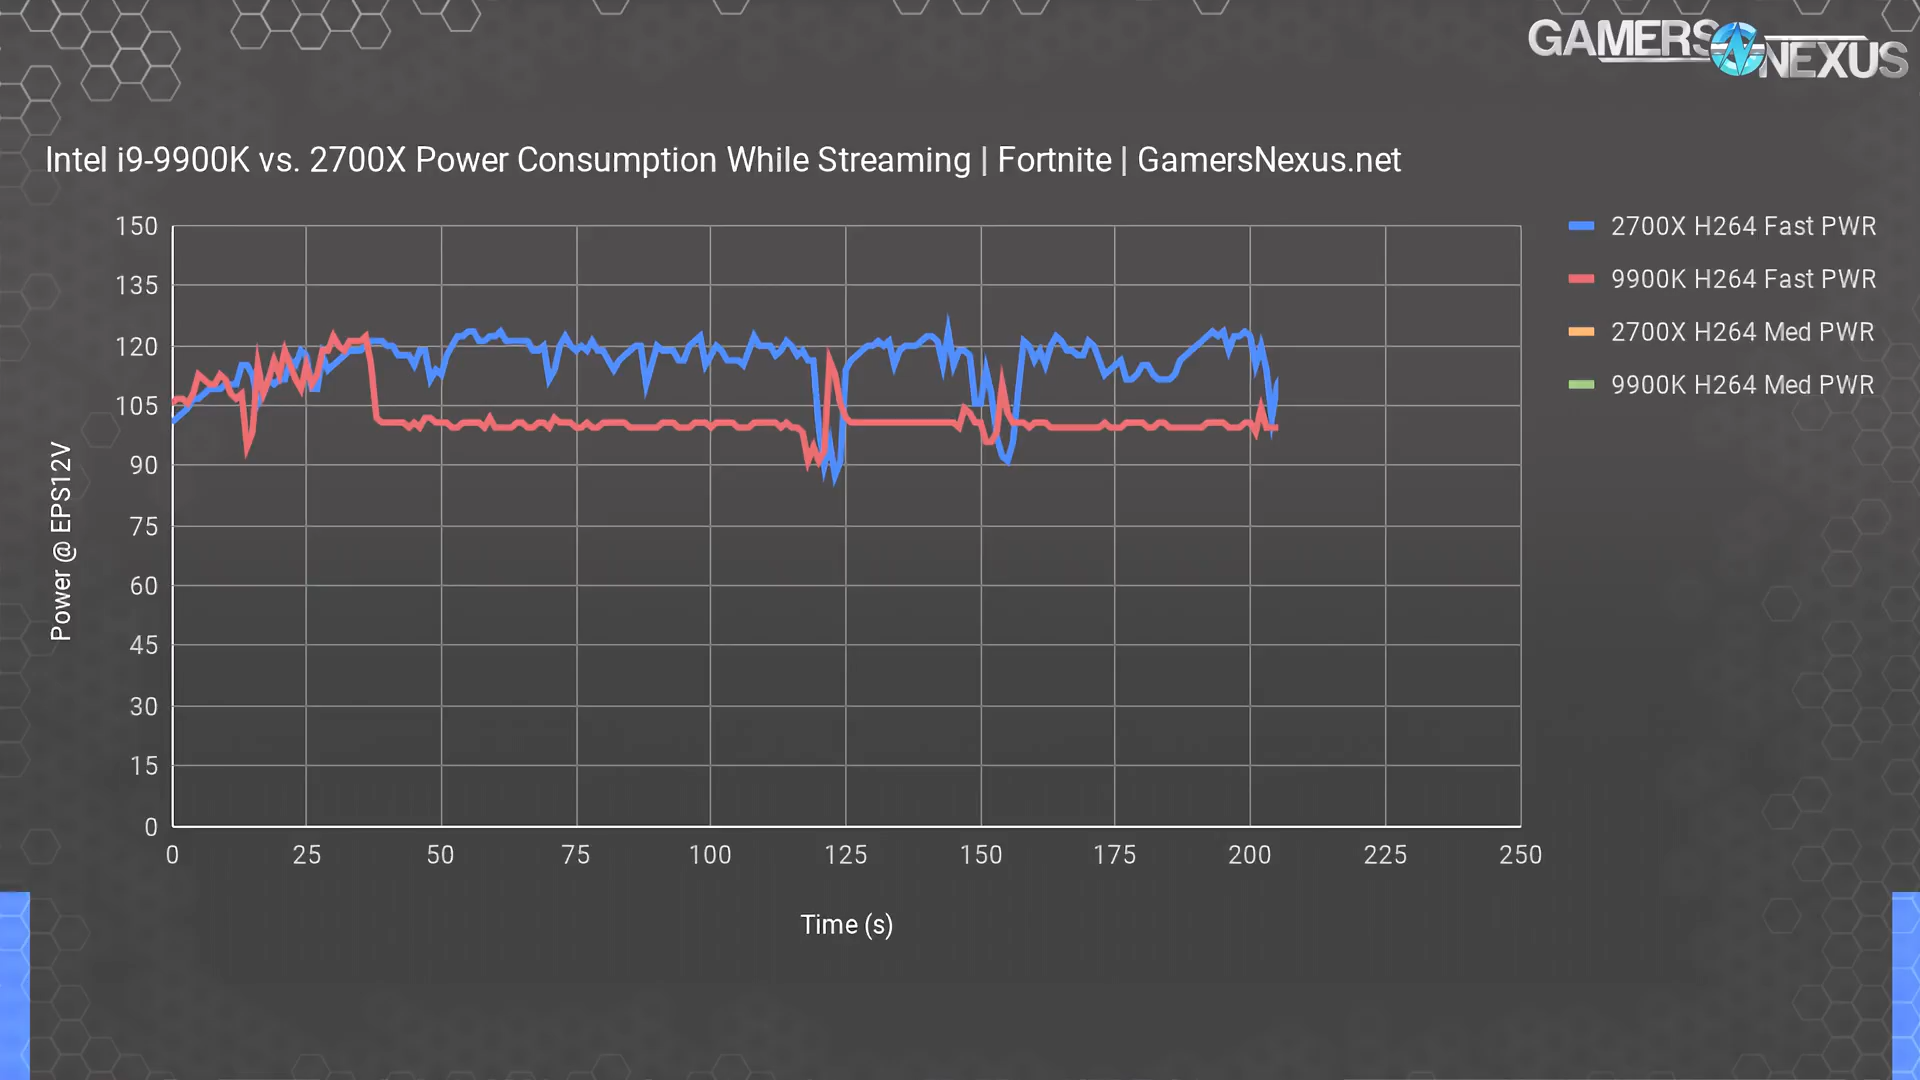 GAMERS NEXUS
Intel i9-9900K vs. 2700X Power Consumption While Streaming | Fortnite | GamersNexus.net
2700X H264 Fast PWR
9900K H264 Fast PWR
2700X H264 Med PWR
9900K H264 Med PWR
Power @ EPS12V
150
135
120
105
90
75
60
45
30
15
0
0 25 50 75 100 125 150 175 200 225 250
Time (s)